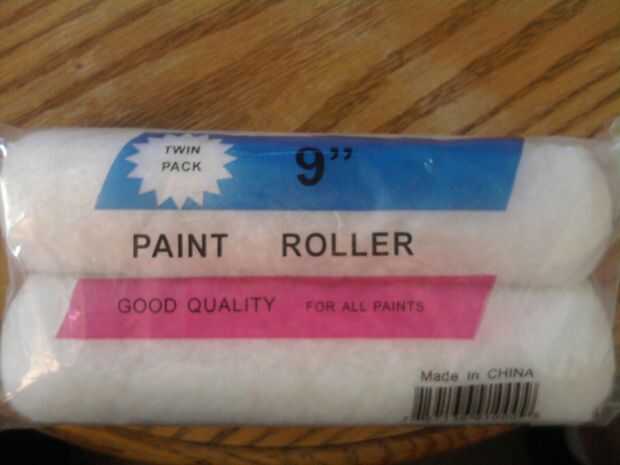 TWIN
PACK
9”
PAINT ROLLER
GOOD QUALITY FOR ALL PAINTS
Made in CHINA